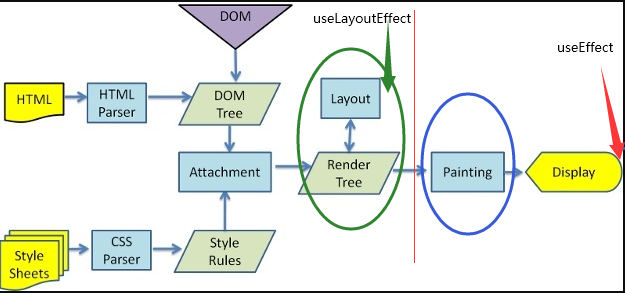 DOM
useLayoutEffect
useEffect
HTML
HTML
Parser
DOM
Tree
Layout
Attachment
Render
Tree
Painting
Display
Style
Sheets
CSS
Parser
Style
Rules